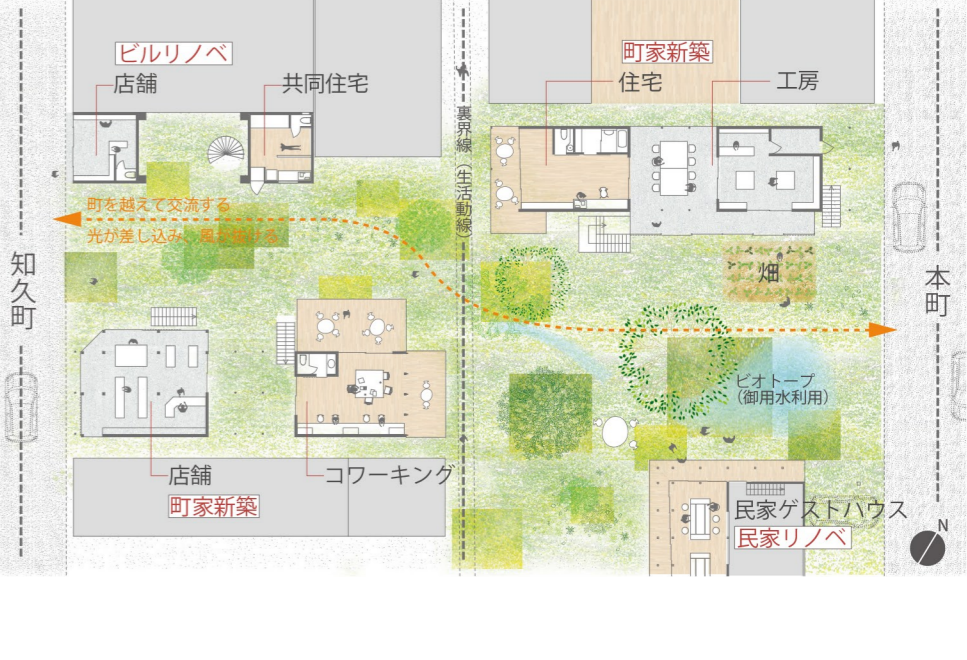 ビルリノベ
店舗
共同住宅
町家新築
住宅
工房
裏界線（生活動線）
町を越えて交流する
光が差し込み、風が抜ける
知久町
本町
畑
ビオトープ
（御用水利用）
店舗
コワーキング
町家新築
民家ゲストハウス
民家リノベ
N